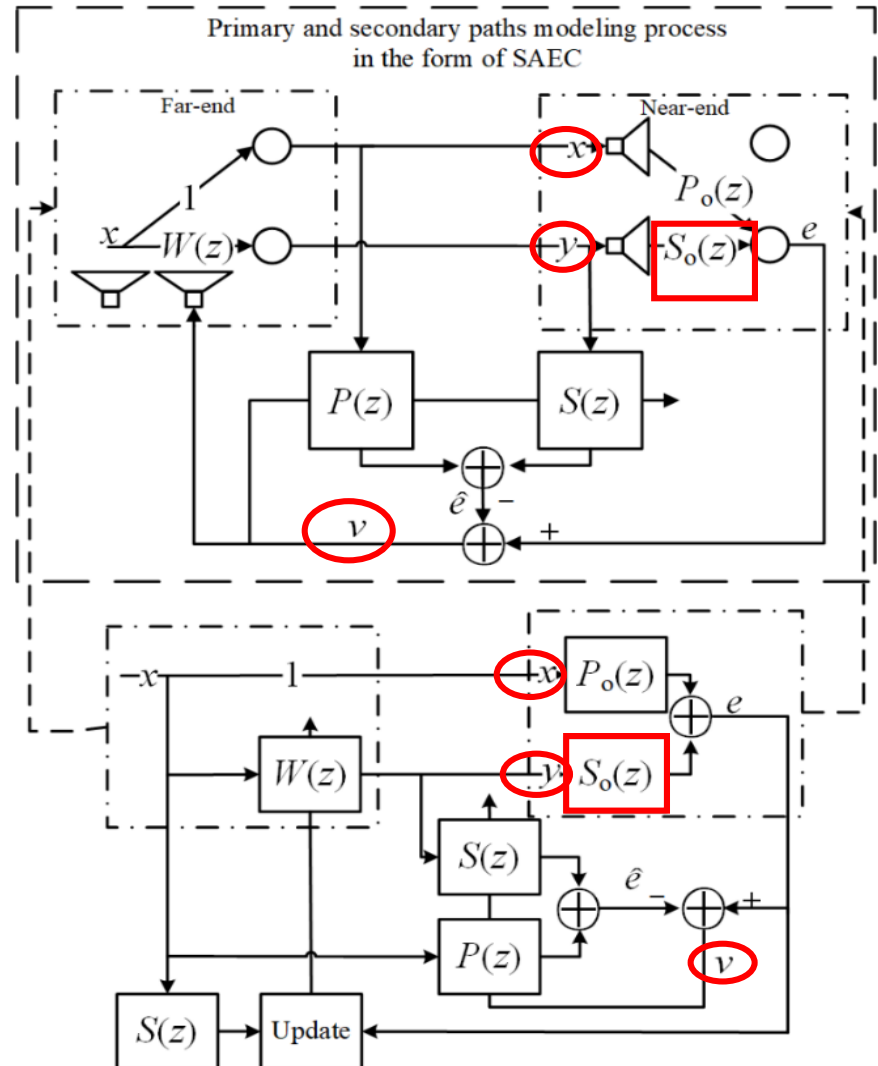 Primary and secondary paths modeling process
in the form of SAEC
Far-end
Near-end
x
1
W(z)
x
P_o(z)
y
S_o(z)
e
P(z)
S(z)
ê
−
v
+
x
1
x
P_o(z)
e
W(z)
y
S_o(z)
S(z)
ê
−
+
P(z)
v
S(z)
Update